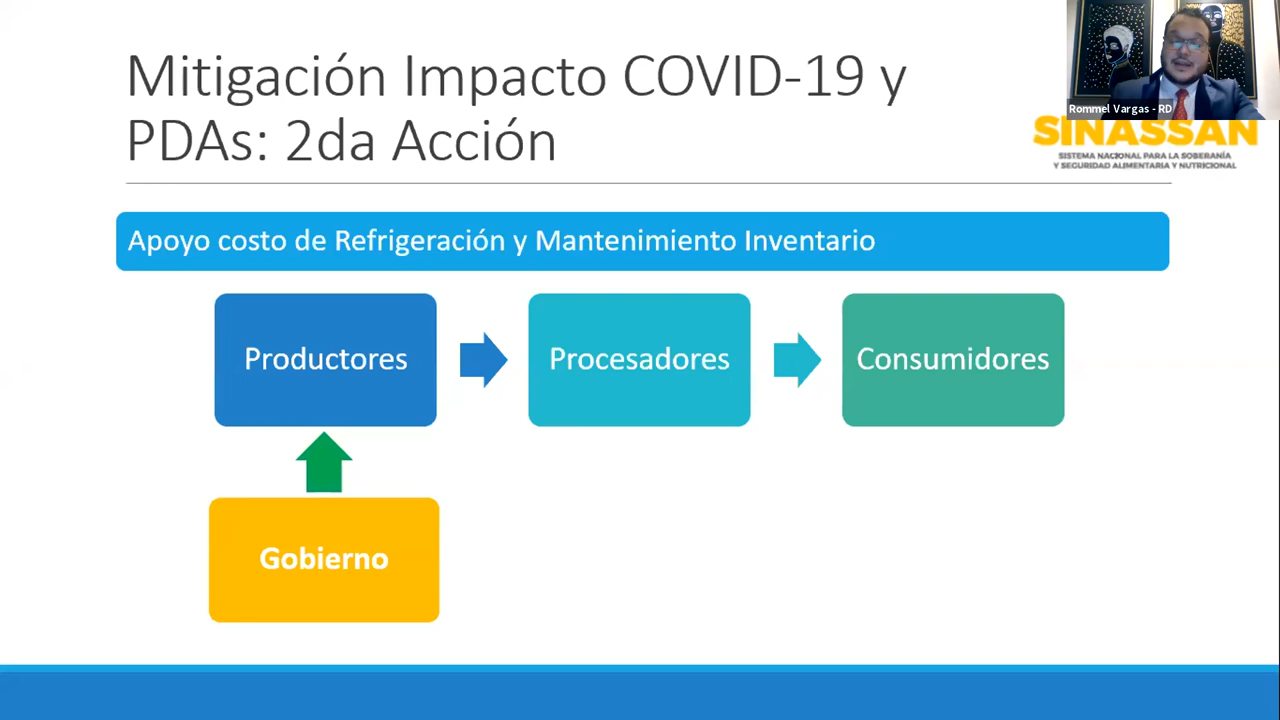 Mitigación Impacto COVID-19 y
PDAs: 2da Acción
Rommel Vargas - RD
SINASSAN
SISTEMA NACIONAL PARA LA SOBERANÍA
Y SEGURIDAD ALIMENTARIA Y NUTRICIONAL
Apoyo costo de Refrigeración y Mantenimiento Inventario
Productores
Procesadores
Consumidores
Gobierno